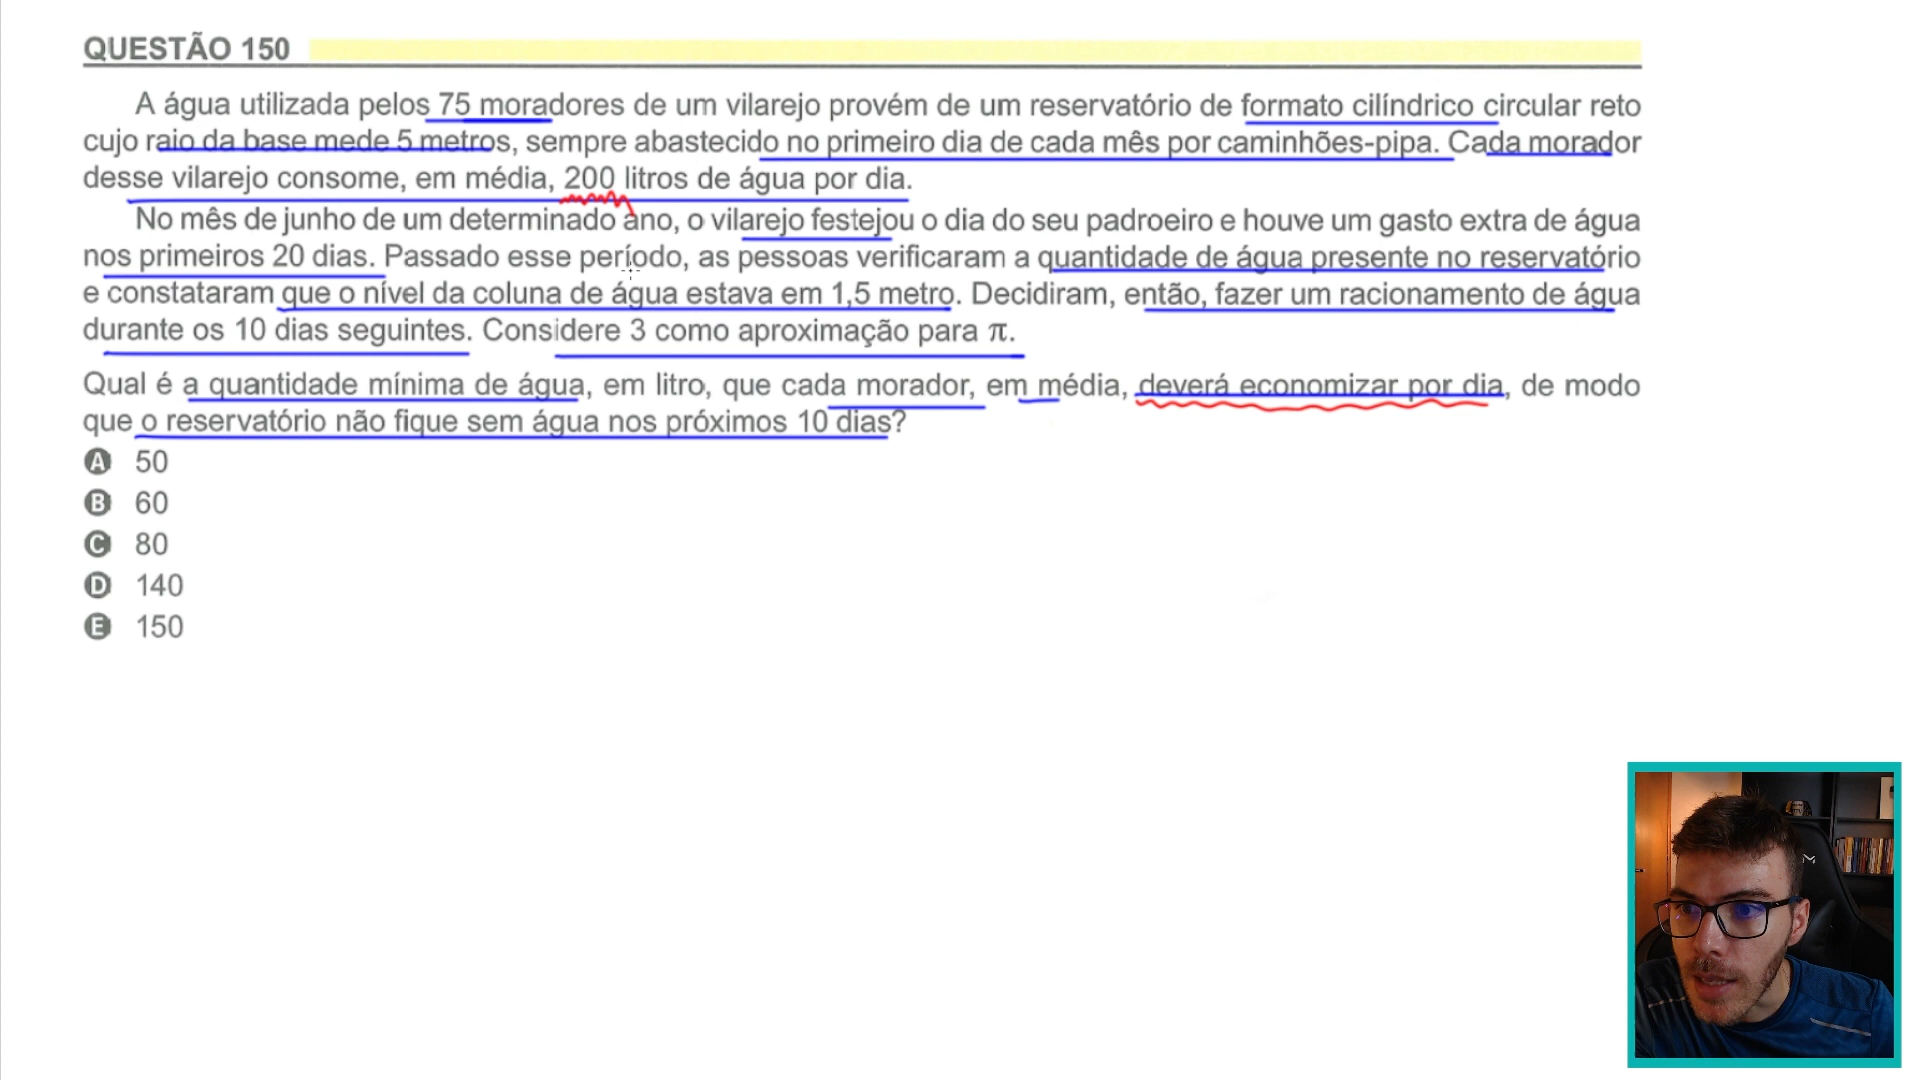 QUESTÃO 150
A água utilizada pelos 75 moradores de um vilarejo provém de um reservatório de formato cilíndrico circular reto
cujo raio da base mede 5 metros, sempre abastecido no primeiro dia de cada mês por caminhões-pipa. Cada morador
desse vilarejo consome, em média, 200 litros de água por dia.
No mês de junho de um determinado ano, o vilarejo festejou o dia do seu padroeiro e houve um gasto extra de água
nos primeiros 20 dias. Passado esse período, as pessoas verificaram a quantidade de água presente no reservatório
e constataram que o nível da coluna de água estava em 1,5 metro. Decidiram, então, fazer um racionamento de água
durante os 10 dias seguintes. Considere 3 como aproximação para π.
Qual é a quantidade mínima de água, em litro, que cada morador, em média, deverá economizar por dia, de modo
que o reservatório não fique sem água nos próximos 10 dias?
A 50
B 60
C 80
D 140
E 150